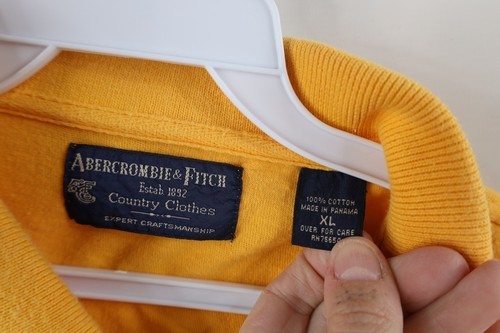 ABERCROMBIE & FITCH
Estab 1892
Country Clothes
EXPERT CRAFTSMANSHIP
100% COTTON
MADE IN PANAMA
XL
OVER FOR CARE